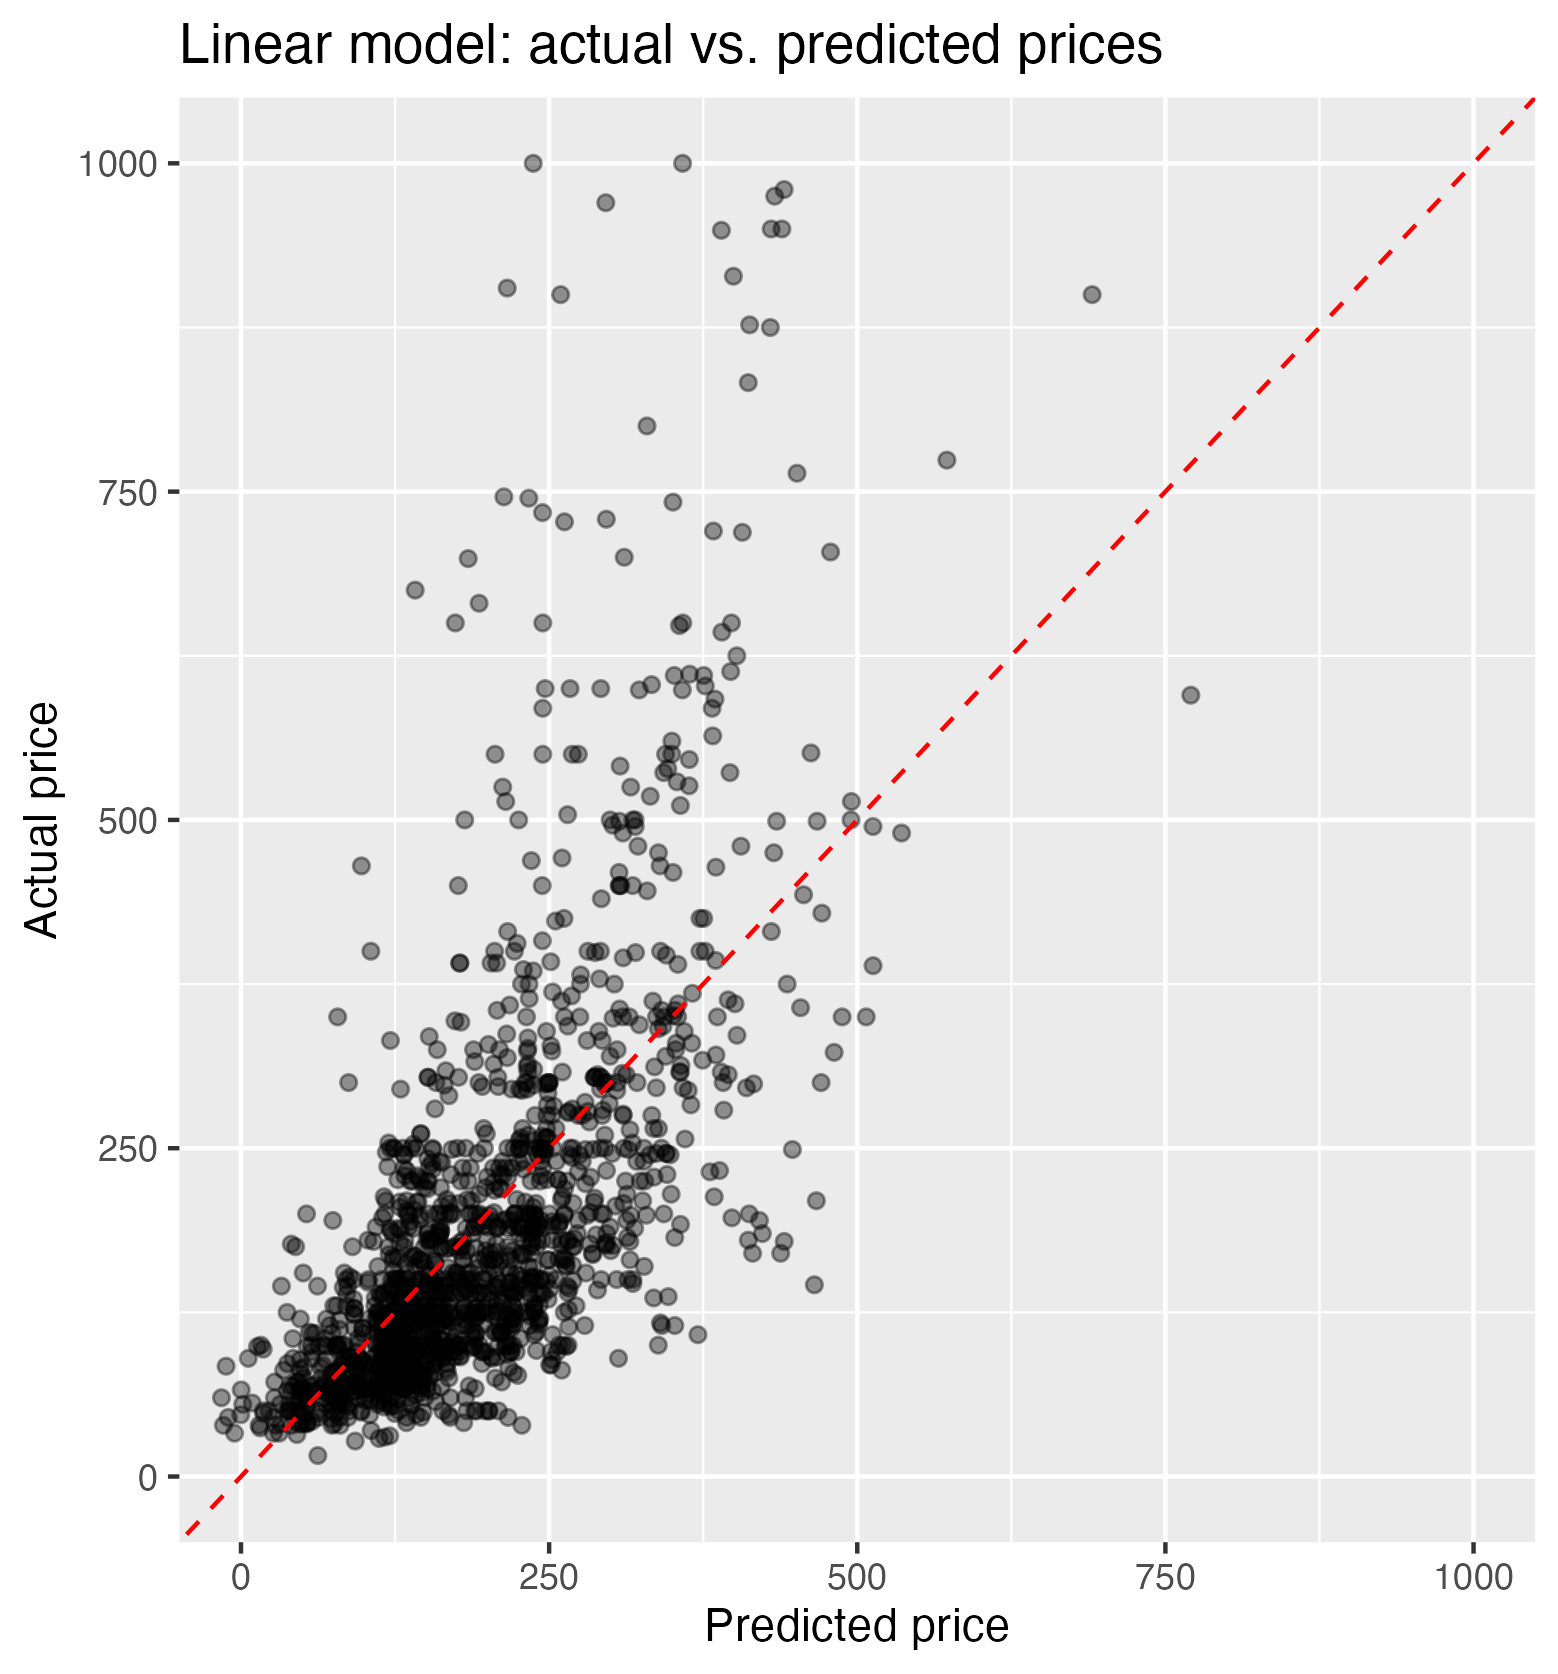 Linear model: actual vs. predicted prices
Actual price
1000
750
500
250
0
0 250 500 750 1000
Predicted price